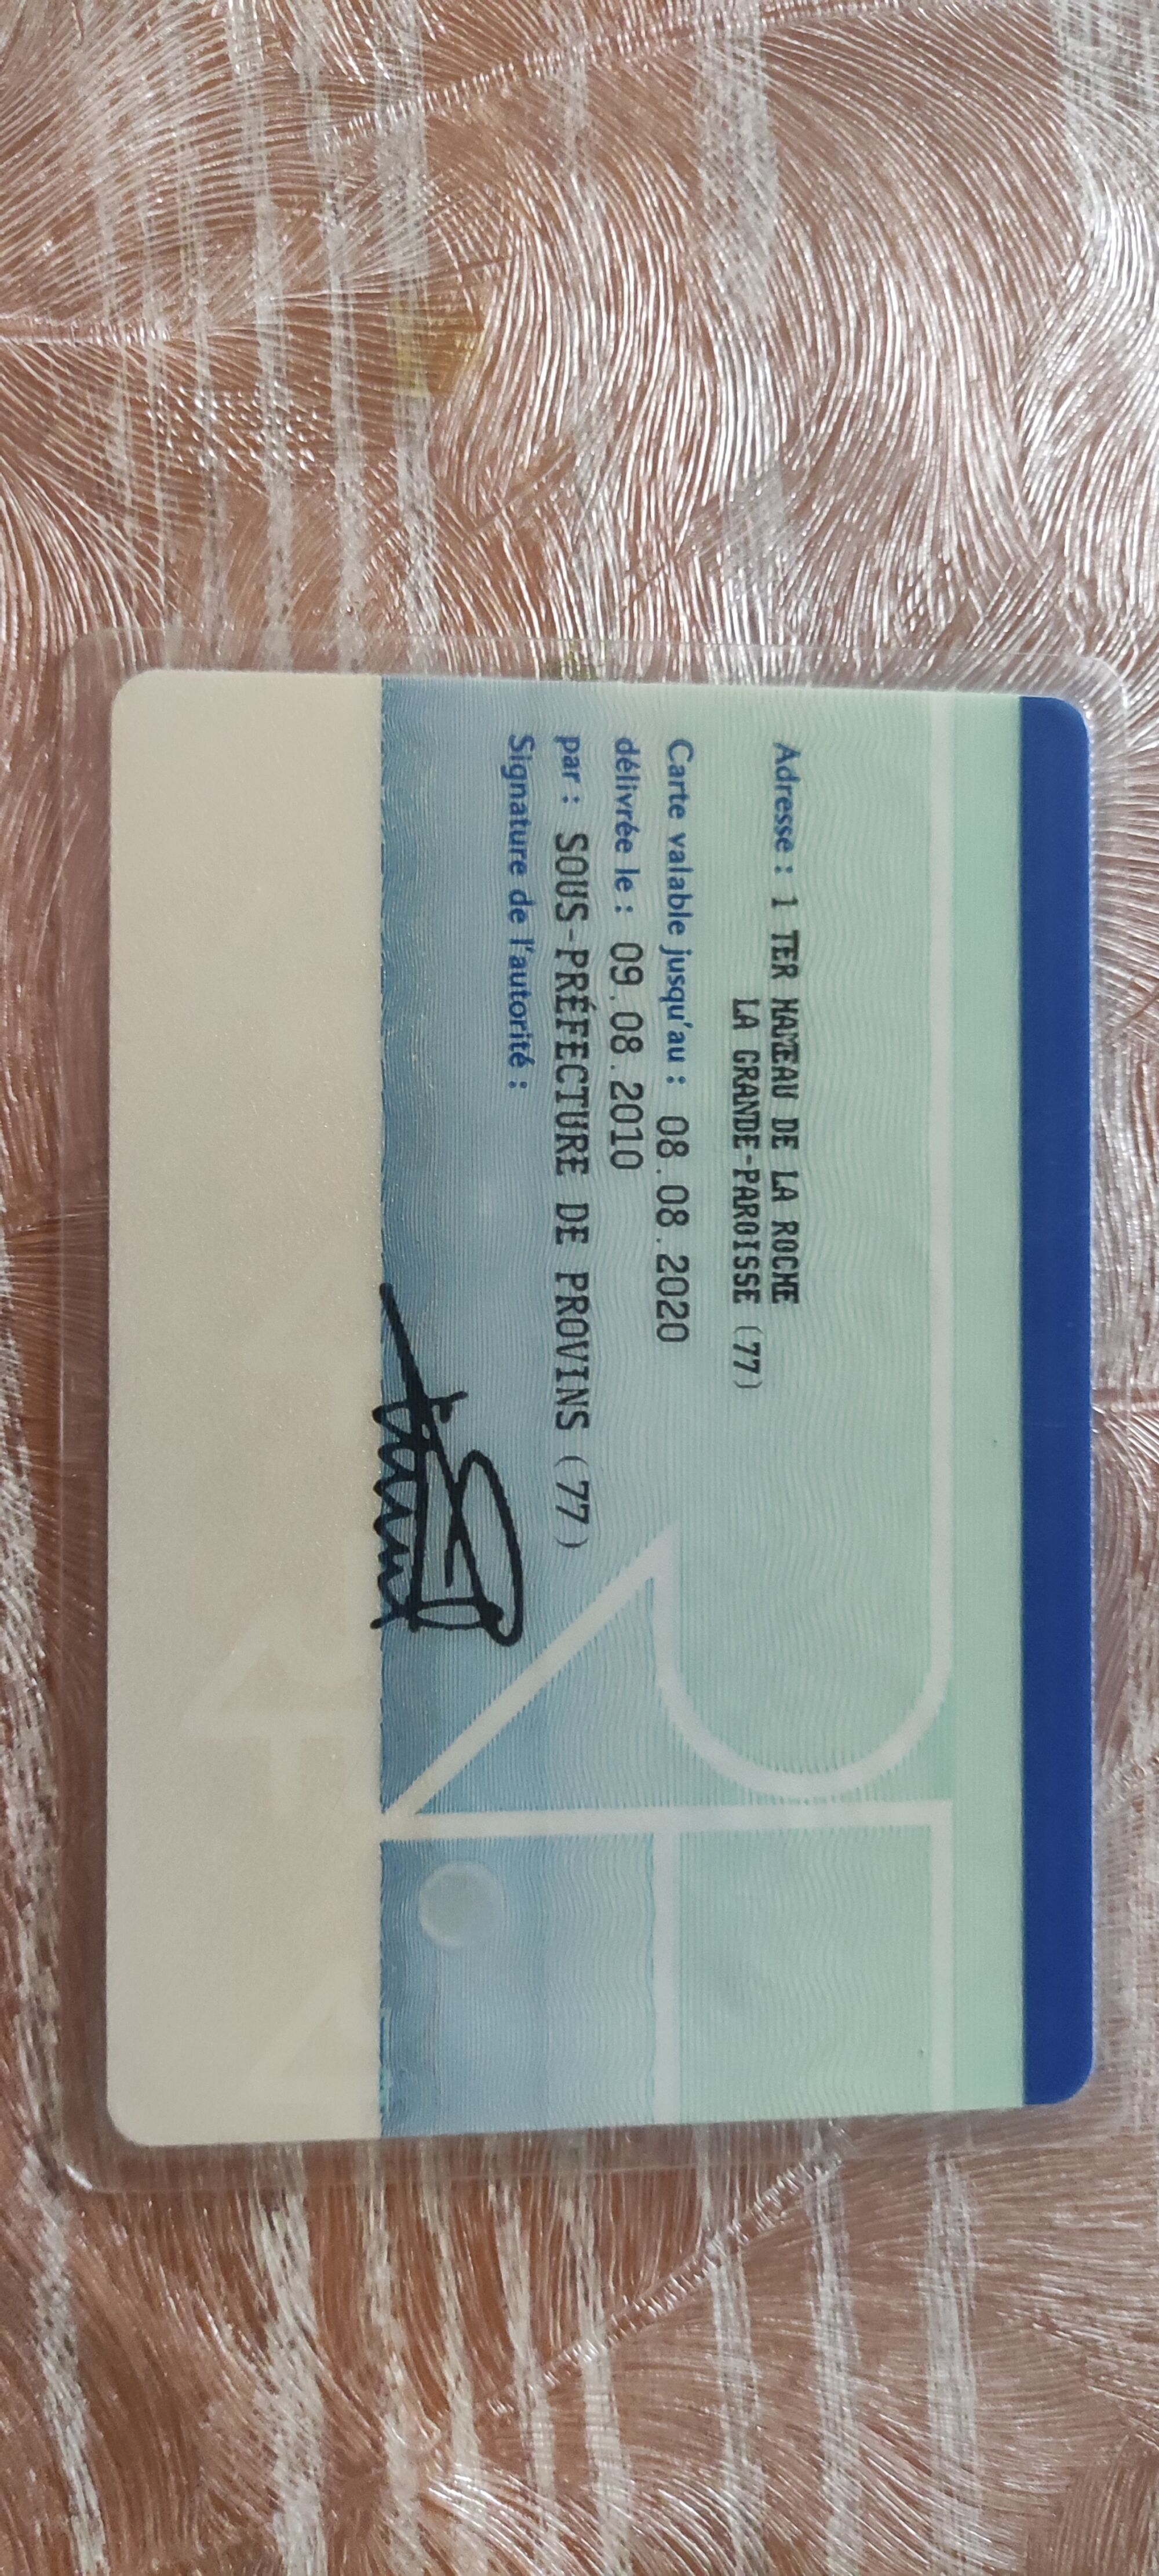 Adresse : 1 TER HAMEAU DE LA ROCHE
LA GRANDE-PAROISSE (77)
Carte valable jusqu'au : 08.08.2020
délivrée le : 09.08.2010
par : SOUS-PRÉFECTURE DE PROVINS (77)
Signature de l'autorité :